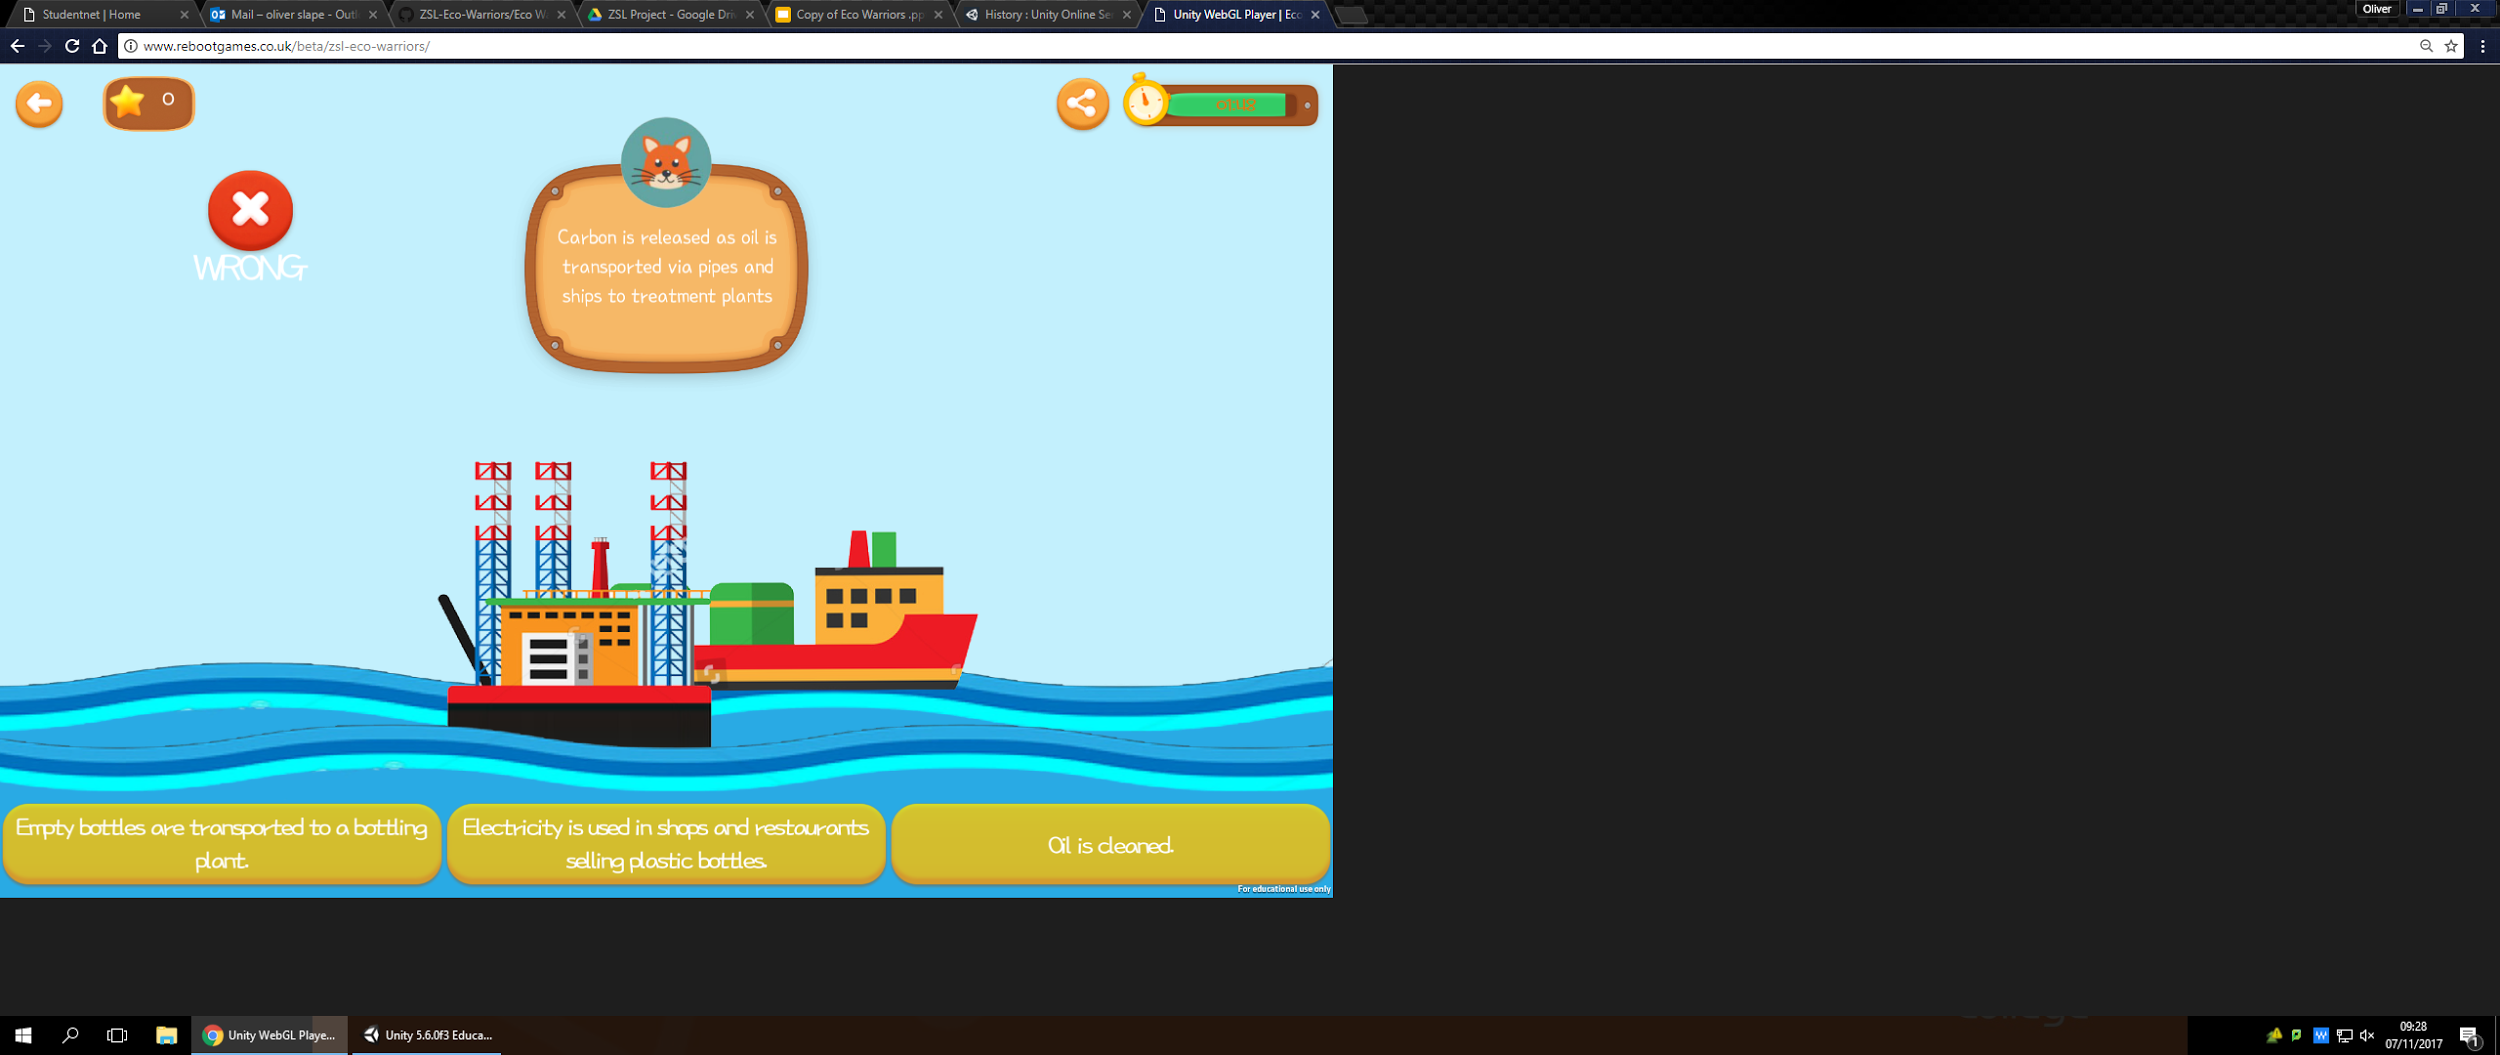 Studentnet | Home
Mail – oliver slape - Outl
ZSL-Eco-Warriors/Eco W
ZSL Project - Google Dri
Copy of Eco Warriors .pp
History : Unity Online Se
Unity WebGL Player | Eco
Oliver
www.rebootgames.co.uk/beta/zsl-eco-warriors/
0
WRONG
Carbon is released as oil is
transported via pipes and
ships to treatment plants
Empty bottles are transported to a bottling
plant.
Electricity is used in shops and restaurants
selling plastic bottles.
Oil is cleaned.
For educational use only
Unity WebGL Playe...
Unity 5.6.0f3 Educa...
09:28
07/11/2017
1